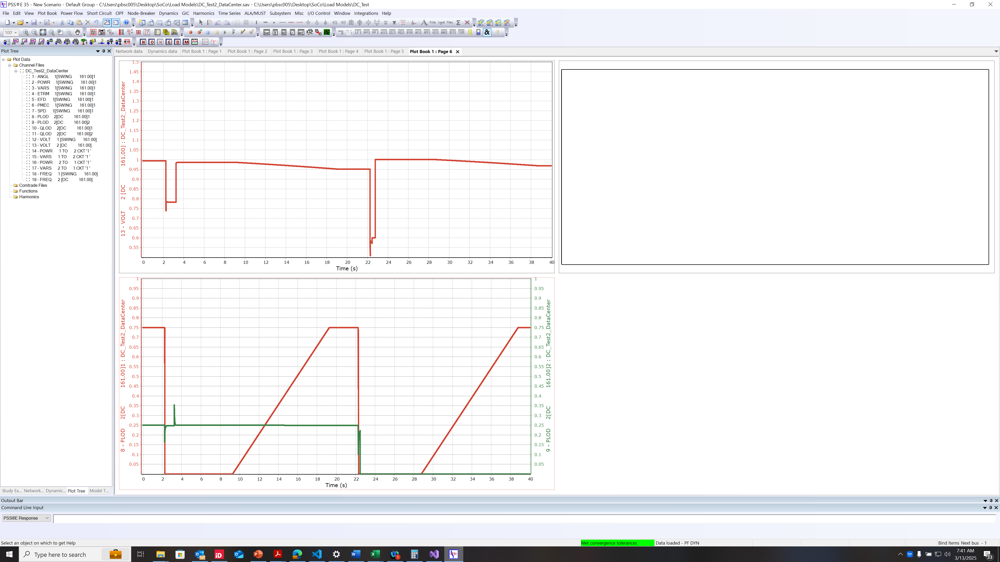 PSS®E 35 - New Scenario - Default Group - C:\Users\pbsc005\Desktop\SoCo\Load Models\DC_Test2_DataCenter.sav - C:\Users\pbsc005\Desktop\SoCo\Load Models\DC_Test
File Edit View Plot Book Power Flow Short Circuit OPF Node-Breaker Dynamics GIC Harmonics Time Series ALA/MUST Subsystem Misc I/O Control Window Integrations Help
Title Lgnd Files
100'
Plot Tree
Network data Dynamics data Plot Book 1 : Page 1 Plot Book 1 : Page 2 Plot Book 1 : Page 3 Plot Book 1 : Page 4 Plot Book 1 : Page 5 Plot Book 1 : Page 6
Plot Data
Channel Files
DC_Test2_DataCenter
1 - ANGL 1[SWING 161.00]1
2 - POWR 1[SWING 161.00]1
3 - VARS 1[SWING 161.00]1
4 - ETRM 1[SWING 161.00]1
5 - EFD 1[SWING 161.00]1
6 - PMEC 1[SWING 161.00]1
7 - SPD 1[SWING 161.00]1
8 - PLOD 2[DC 161.00]1
9 - PLOD 2[DC 161.00]2
10 - QLOD 2[DC 161.00]1
11 - QLOD 2[DC 161.00]2
12 - VOLT 1 [SWING 161.00]
13 - VOLT 2 [DC 161.00]
14 - POWR 1 TO 2 CKT '1 '
15 - VARS 1 TO 2 CKT '1 '
16 - POWR 2 TO 1 CKT '1 '
17 - VARS 2 TO 1 CKT '1 '
18 - FREQ 1 [SWING 161.00]
19 - FREQ 2 [DC 161.00]
Comtrade Files
Functions
Harmonics
13 - VOLT 2 [DC 161.00] : DC_Test2_DataCenter
1.5
1.45
1.4
1.35
1.3
1.25
1.2
1.15
1.1
1.05
1
0.95
0.9
0.85
0.8
0.75
0.7
0.65
0.6
0.55
0 2 4 6 8 10 12 14 16 18 20 22 24 26 28 30 32 34 36 38 40
Time (s)
8 - PLOD 2[DC 161.00]1 : DC_Test2_DataCenter
1
0.95
0.9
0.85
0.8
0.75
0.7
0.65
0.6
0.55
0.5
0.45
0.4
0.35
0.3
0.25
0.2
0.15
0.1
0.05
1
0.95
0.9
0.85
0.8
0.75
0.7
0.65
0.6
0.55
0.5
0.45
0.4
0.35
0.3
0.25
0.2
0.15
0.1
0.05
9 - PLOD 2[DC 161.00]2 : DC_Test2_DataCenter
0 2 4 6 8 10 12 14 16 18 20 22 24 26 28 30 32 34 36 38 40
Time (s)
Study Ex... Network... Dynamic... Plot Tree Model T...
Output Bar
Command Line Input
PSS®E Response
Select an object on which to get Help
Met convergence tolerances
Data loaded - PF DYN
Bind items Next bus - 1
Type here to search
7:41 AM
3/13/2025
33